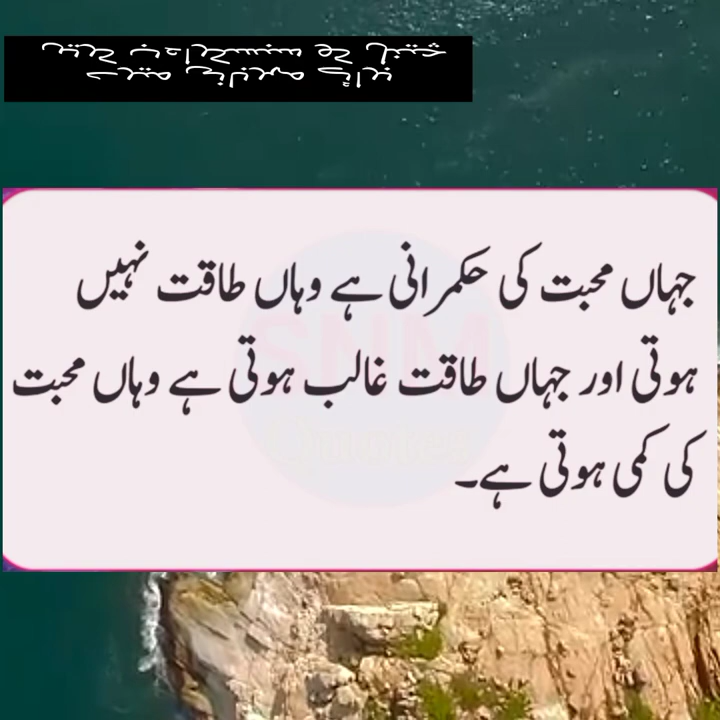 جہاں محبت کی حکمرانی ہے وہاں طاقت نہیں
ہوتی اور جہاں طاقت غالب ہوتی ہے وہاں محبت
کی کمی ہوتی ہے۔
SNM